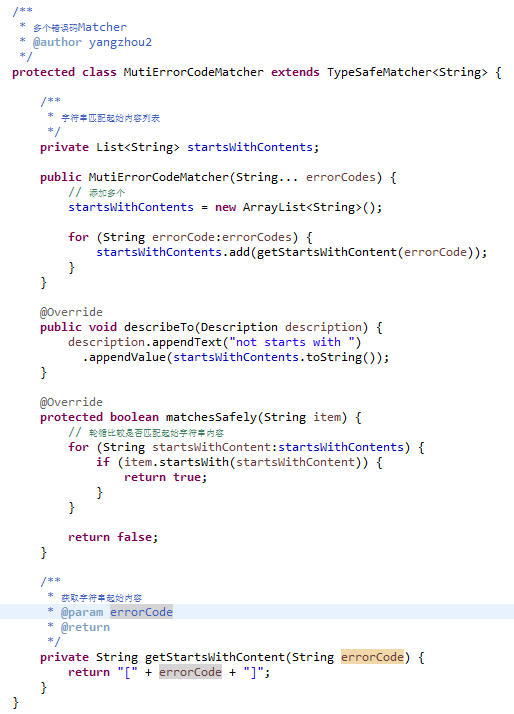 /**
 * 多个错误码Matcher
 * @author yangzhou2
 */
protected class MutiErrorCodeMatcher extends TypeSafeMatcher<String> {
    /**
     * 字符串匹配起始内容列表
     */
    private List<String> startsWithContents;
    public MutiErrorCodeMatcher(String... errorCodes) {
        // 添加多个
        startsWithContents = new ArrayList<String>();
        for (String errorCode:errorCodes) {
            startsWithContents.add(getStartsWithContent(errorCode));
        }
    }
    @Override
    public void describeTo(Description description) {
        description.appendText("not starts with ")
          .appendValue(startsWithContents.toString());
    }
    @Override
    protected boolean matchesSafely(String item) {
        // 轮循比较是否匹配起始字符串内容
        for (String startsWithContent:startsWithContents) {
            if (item.startsWith(startsWithContent)) {
                return true;
            }
        }
        return false;
    }
    /**
     * 获取字符串起始内容
     * @param errorCode
     * @return
     */
    private String getStartsWithContent(String errorCode) {
        return "[" + errorCode + "]";
    }
}